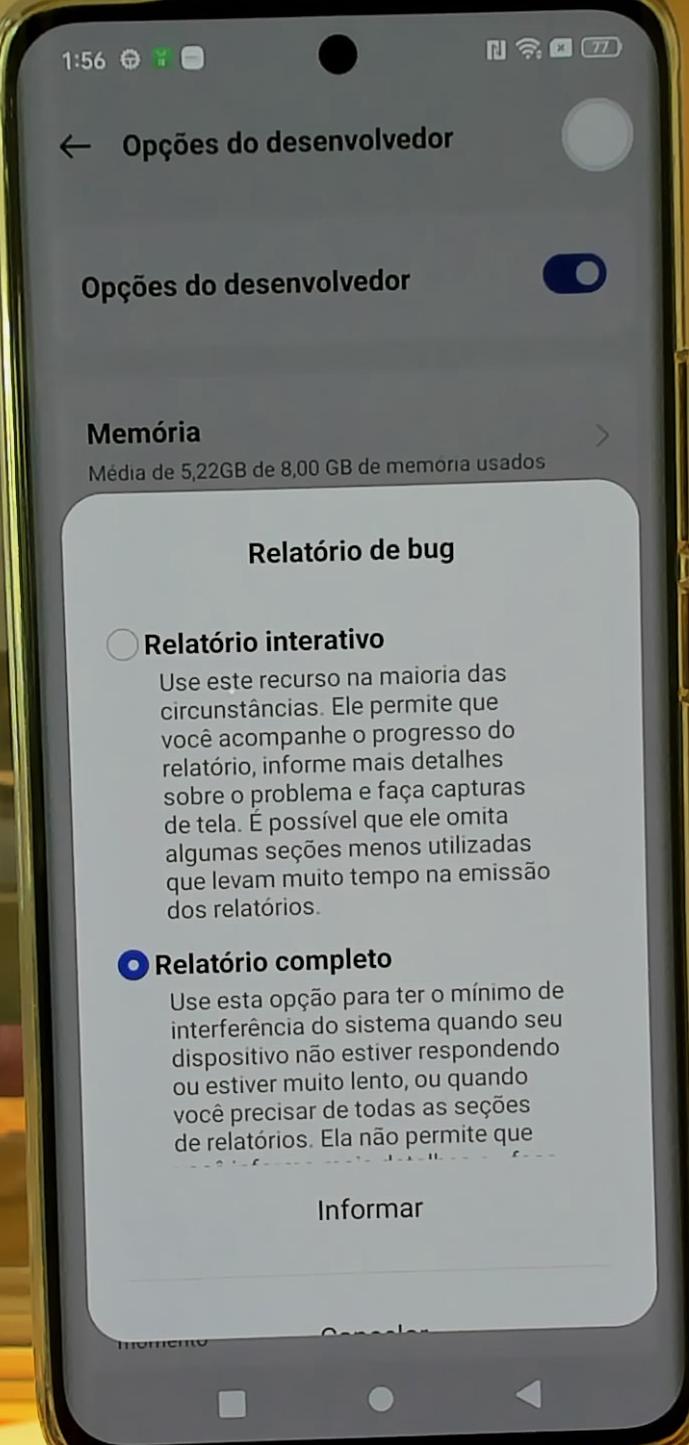 1:56
77
Opções do desenvolvedor
Opções do desenvolvedor
Memória
Média de 5,22GB de 8,00 GB de memória usados
Relatório de bug
Relatório interativo
Use este recurso na maioria das
circunstâncias. Ele permite que
você acompanhe o progresso do
relatório, informe mais detalhes
sobre o problema e faça capturas
de tela. É possível que ele omita
algumas seções menos utilizadas
que levam muito tempo na emissão
dos relatórios.
Relatório completo
Use esta opção para ter o mínimo de
interferência do sistema quando seu
dispositivo não estiver respondendo
ou estiver muito lento, ou quando
você precisar de todas as seções
de relatórios. Ela não permite que
Informar
Cancelar
momento